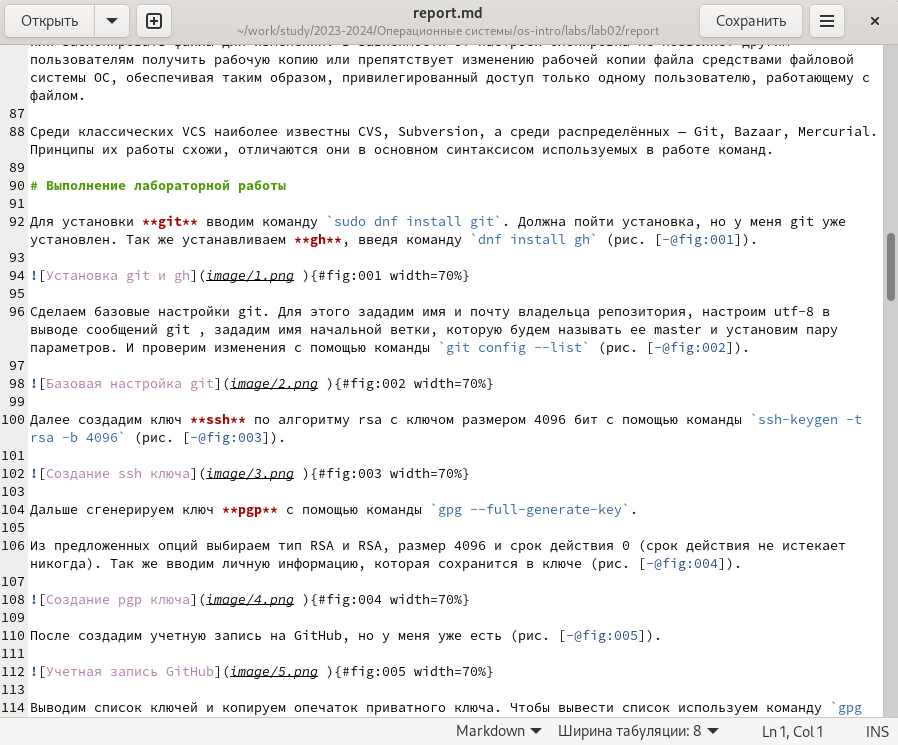 Открыть
report.md
~/work/study/2023-2024/Операционные системы/os-intro/labs/lab02/report
Сохранить
пользователям получить рабочую копию или препятствует изменению рабочей копии файла средствами файловой
системы ОС, обеспечивая таким образом, привилегированный доступ только одному пользователю, работающему с
файлом.
87
88 Среди классических VCS наиболее известны CVS, Subversion, а среди распределённых — Git, Bazaar, Mercurial.
Принципы их работы схожи, отличаются они в основном синтаксисом используемых в работе команд.
89
90 # Выполнение лабораторной работы
91
92 Для установки **git** вводим команду `sudo dnf install git`. Должна пойти установка, но у меня git уже
установлен. Так же устанавливаем **gh**, введя команду `dnf install gh` (рис. [-@fig:001]).
93
94 ![Установка git и gh](image/1.png ){#fig:001 width=70%}
95
96 Сделаем базовые настройки git. Для этого зададим имя и почту владельца репозитория, настроим utf-8 в
выводе сообщений git , зададим имя начальной ветки, которую будем называть ее master и установим пару
параметров. И проверим изменения с помощью команды `git config --list` (рис. [-@fig:002]).
97
98 ![Базовая настройка git](image/2.png ){#fig:002 width=70%}
99
100 Далее создадим ключ **ssh** по алгоритму rsa с ключом размером 4096 бит с помощью команды `ssh-keygen -t
rsa -b 4096` (рис. [-@fig:003]).
101
102 ![Создание ssh ключа](image/3.png ){#fig:003 width=70%}
103
104 Дальше сгенерируем ключ **pgp** с помощью команды `gpg --full-generate-key`.
105
106 Из предложенных опций выбираем тип RSA и RSA, размер 4096 и срок действия 0 (срок действия не истекает
никогда). Так же вводим личную информацию, которая сохранится в ключе (рис. [-@fig:004]).
107
108 ![Создание pgp ключа](image/4.png ){#fig:004 width=70%}
109
110 После создадим учетную запись на GitHub, но у меня уже есть (рис. [-@fig:005]).
111
112 ![Учетная запись GitHub](image/5.png ){#fig:005 width=70%}
113
114 Выводим список ключей и копируем опечаток приватного ключа. Чтобы вывести список используем команду `gpg
Markdown
Ширина табуляции: 8
Ln 1, Col 1
INS